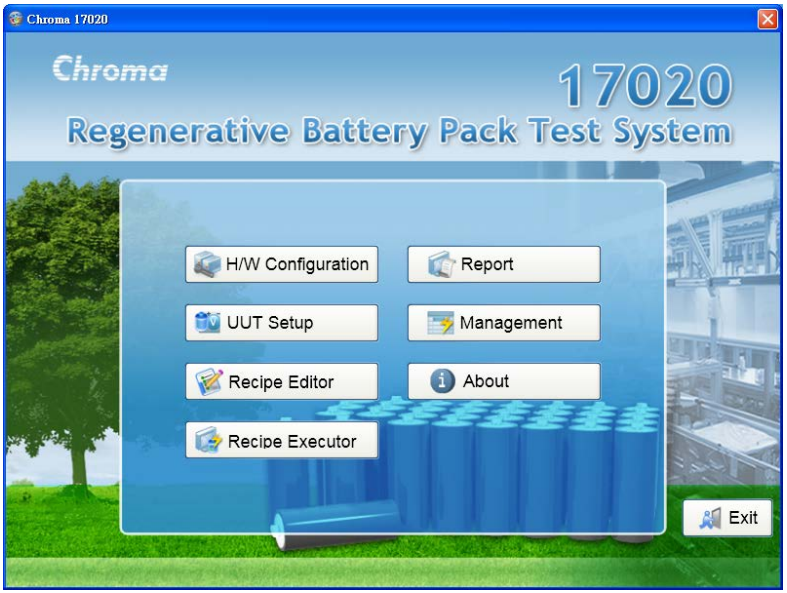 Chroma 17020
Chroma
17020
Regenerative Battery Pack Test System
H/W Configuration
Report
UUT Setup
Management
Recipe Editor
About
Recipe Executor
Exit